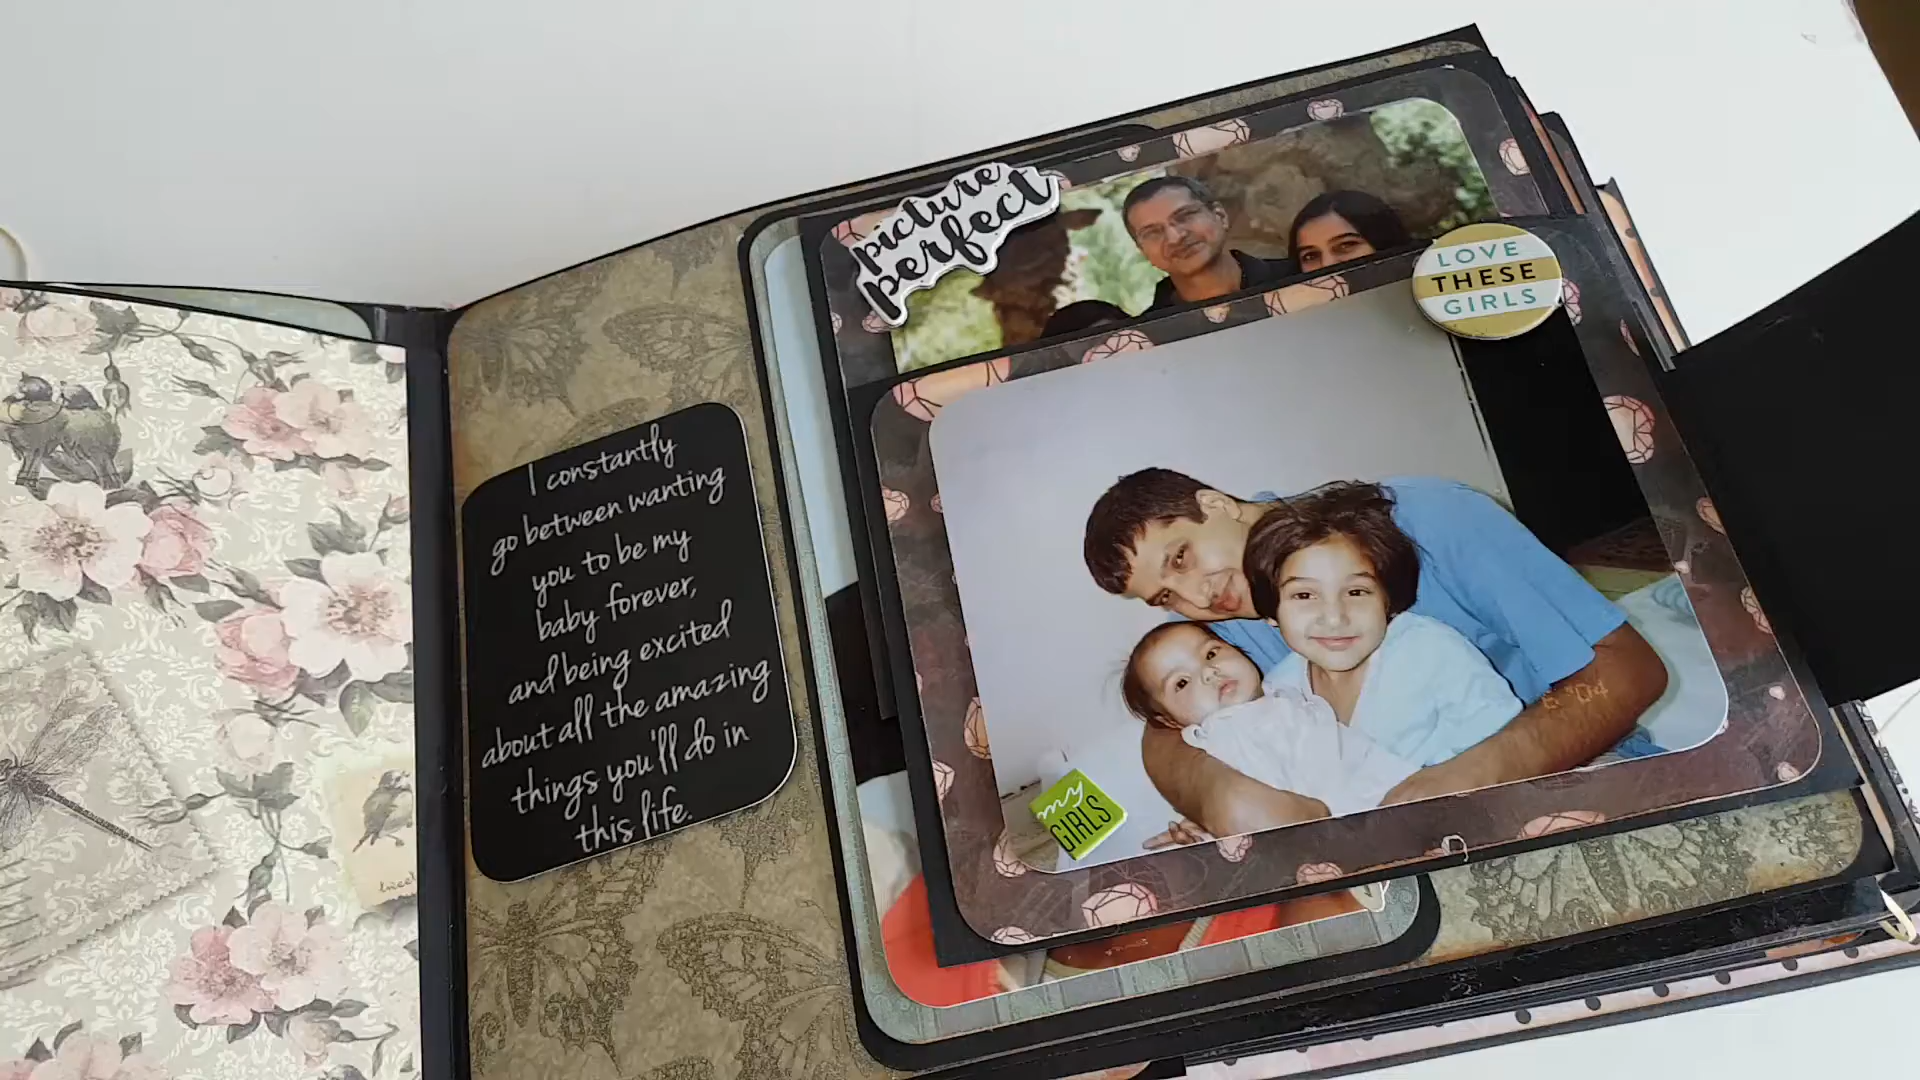 I constantly
go between wanting
you to be my
baby forever,
and being excited
about all the amazing
things you'll do in
this life.
picture
perfect
LOVE
THESE
GIRLS
my
GIRLS